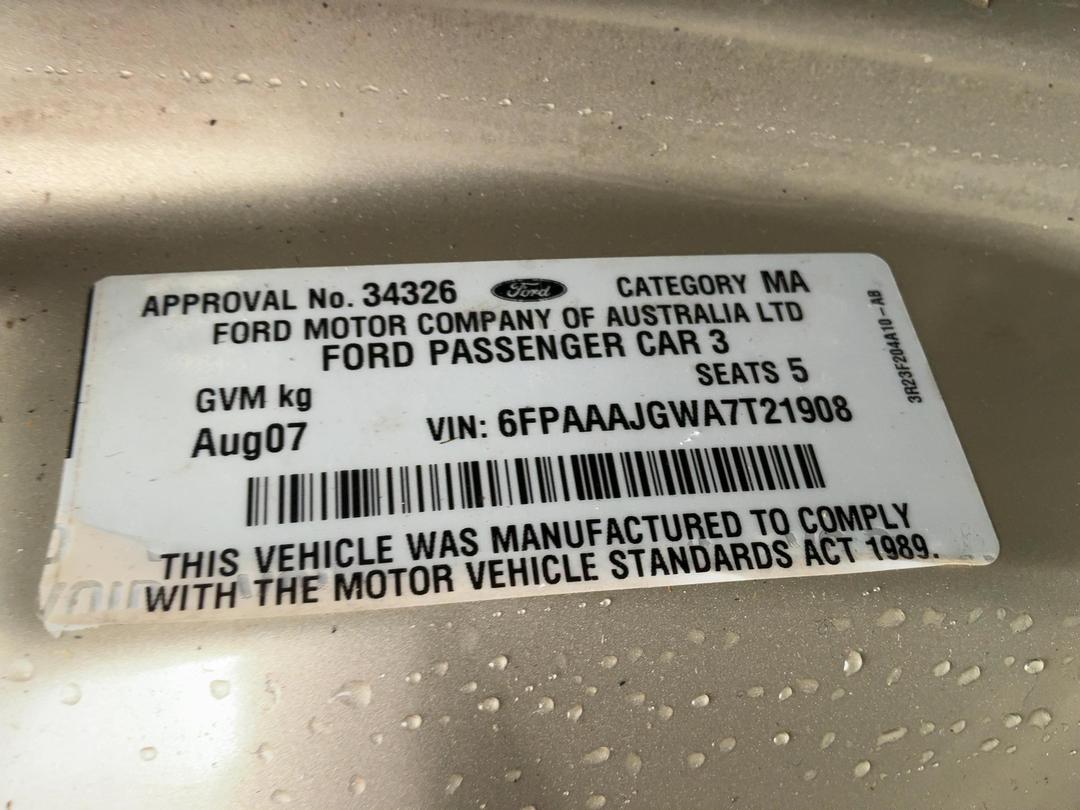 APPROVAL No. 34326 Ford CATEGORY MA
FORD MOTOR COMPANY OF AUSTRALIA LTD
FORD PASSENGER CAR 3
SEATS 5
GVM kg
Aug07 VIN: 6FPAAAJGWA7T21908
THIS VEHICLE WAS MANUFACTURED TO COMPLY
WITH THE MOTOR VEHICLE STANDARDS ACT 1989.
3R23F204A10-AB